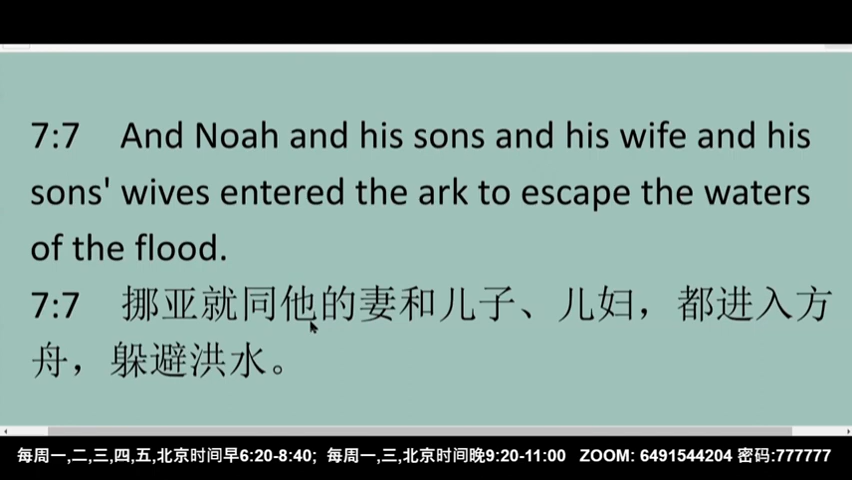 7:7 And Noah and his sons and his wife and his
sons' wives entered the ark to escape the waters
of the flood.
7:7 挪亚就同他的妻和儿子、儿妇，都进入方
舟，躲避洪水。
每周一,二,三,四,五,北京时间早6:20-8:40; 每周一,三,北京时间晚9:20-11:00 ZOOM: 6491544204 密码:777777